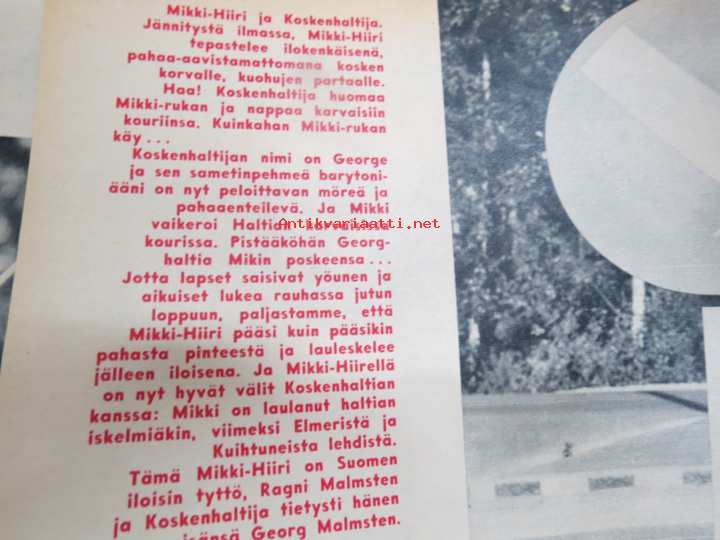 Mikki-Hiiri ja Koskenhaltija.
Jännitystä ilmassa, Mikki-Hiiri
tepastelee ilokenkäisenä,
pahaa-aavistamattomana kosken
korvalle, kuohujen partaalle.
Haa! Koskenhaltija huomaa
Mikki-rukan ja nappaa karvaisiin
kouriinsa. Kuinkahan Mikki-rukan
käy...
Koskenhaltijan nimi on George
ja sen sametinpehmeä barytoni-
ääni on nyt peloittavan möreä ja
pahaaenteilevä. Ja Mikki
vaikeroi Haltian karvaisissa
Antikvariaatti.net
kourissa. Pistääköhän Georg-
haltia Mikin poskeensa...
Jotta lapset saisivat yöunen ja
aikuiset lukea rauhassa jutun
loppuun, paljastamme, että
Mikki-Hiiri pääsi kuin pääsikin
pahasta pinteestä ja lauleskelee
jälleen iloisena. Ja Mikki-Hiirellä
on nyt hyvät välit Koskenhaltian
kanssa: Mikki on laulanut haltian
iskelmiäkin, viimeksi Elmeristä ja
Kuihtuneista lehdistä.
Tämä Mikki-Hiiri on Suomen
iloisin tyttö, Ragni Malmsten
ja Koskenhaltija tietysti hänen
isänsä Georg Malmsten.